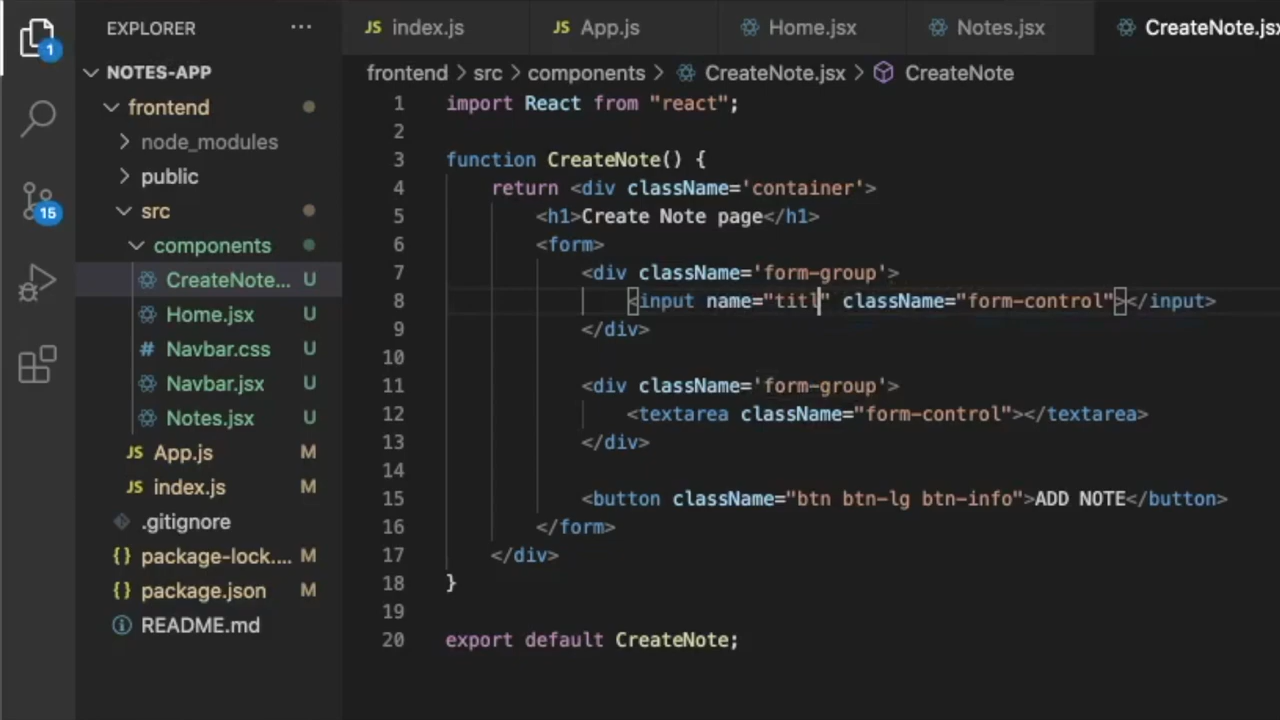 EXPLORER ···
JS index.js JS App.js Home.jsx Notes.jsx CreateNote.jsx
1
NOTES-APP
frontend > src > components > CreateNote.jsx > CreateNote
frontend
node_modules
public
15
src
components
CreateNote... U
Home.jsx U
# Navbar.css U
Navbar.jsx U
Notes.jsx U
JS App.js M
JS index.js M
.gitignore
{} package-lock.... M
{} package.json M
README.md
1 import React from "react";
2
3 function CreateNote() {
4 return <div className='container'>
5 <h1>Create Note page</h1>
6 <form>
7 <div className='form-group'>
8 <input name="titl" className="form-control"></input>
9 </div>
10
11 <div className='form-group'>
12 <textarea className="form-control"></textarea>
13 </div>
14
15 <button className="btn btn-lg btn-info">ADD NOTE</button>
16 </form>
17 </div>
18 }
19
20 export default CreateNote;